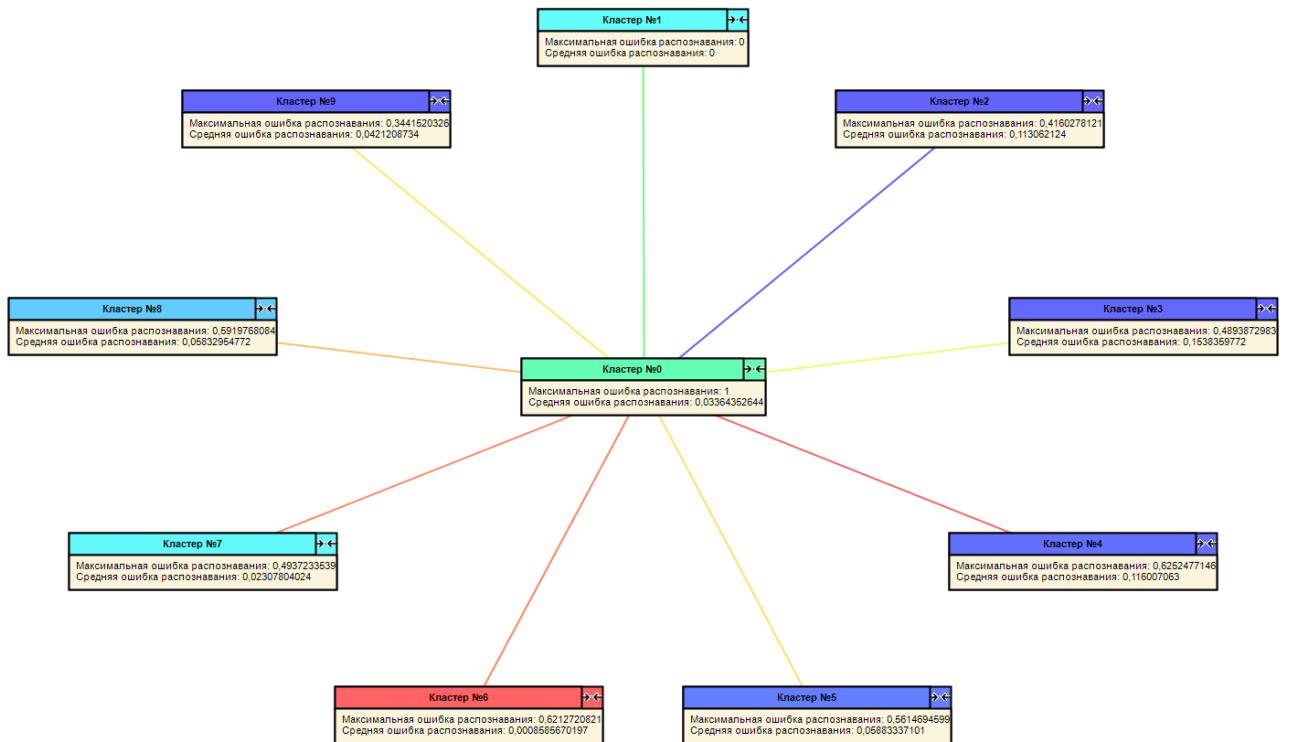 Кластер №1
Максимальная ошибка распознавания: 0
Средняя ошибка распознавания: 0
Кластер №9
Максимальная ошибка распознавания: 0,3441520326
Средняя ошибка распознавания: 0,0421208734
Кластер №2
Максимальная ошибка распознавания: 0,4160278121
Средняя ошибка распознавания: 0,113062124
Кластер №8
Максимальная ошибка распознавания: 0,5919768084
Средняя ошибка распознавания: 0,05832954772
Кластер №3
Максимальная ошибка распознавания: 0,4893872983
Средняя ошибка распознавания: 0,1538359772
Кластер №0
Максимальная ошибка распознавания: 1
Средняя ошибка распознавания: 0,03364352644
Кластер №7
Максимальная ошибка распознавания: 0,4937233539
Средняя ошибка распознавания: 0,02307804024
Кластер №4
Максимальная ошибка распознавания: 0,6252477146
Средняя ошибка распознавания: 0,116007063
Кластер №6
Максимальная ошибка распознавания: 0,6212720821
Средняя ошибка распознавания: 0,0008585670197
Кластер №5
Максимальная ошибка распознавания: 0,5614694599
Средняя ошибка распознавания: 0,05883337101